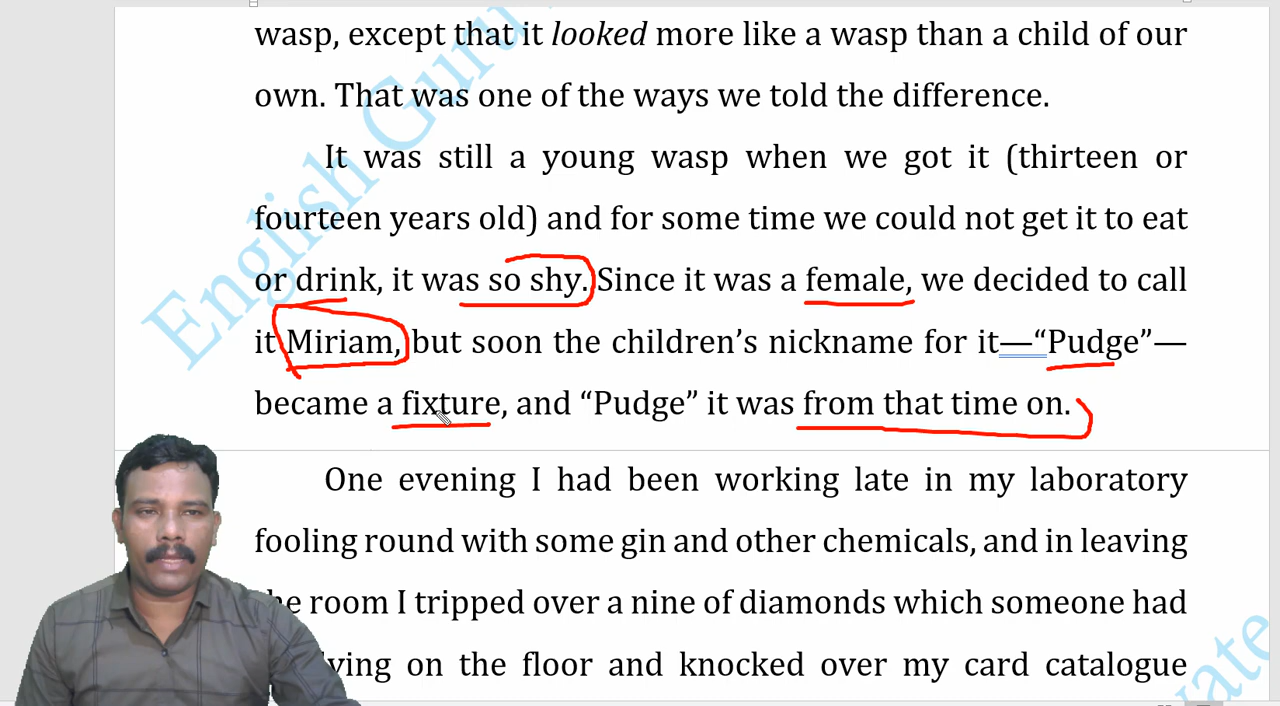 wasp, except that it looked more like a wasp than a child of our
own. That was one of the ways we told the difference.
It was still a young wasp when we got it (thirteen or
fourteen years old) and for some time we could not get it to eat
or drink, it was so shy. Since it was a female, we decided to call
it Miriam, but soon the children’s nickname for it—“Pudge”—
became a fixture, and “Pudge” it was from that time on.
One evening I had been working late in my laboratory
fooling round with some gin and other chemicals, and in leaving
the room I tripped over a nine of diamonds which someone had
lying on the floor and knocked over my card catalogue
English Guru